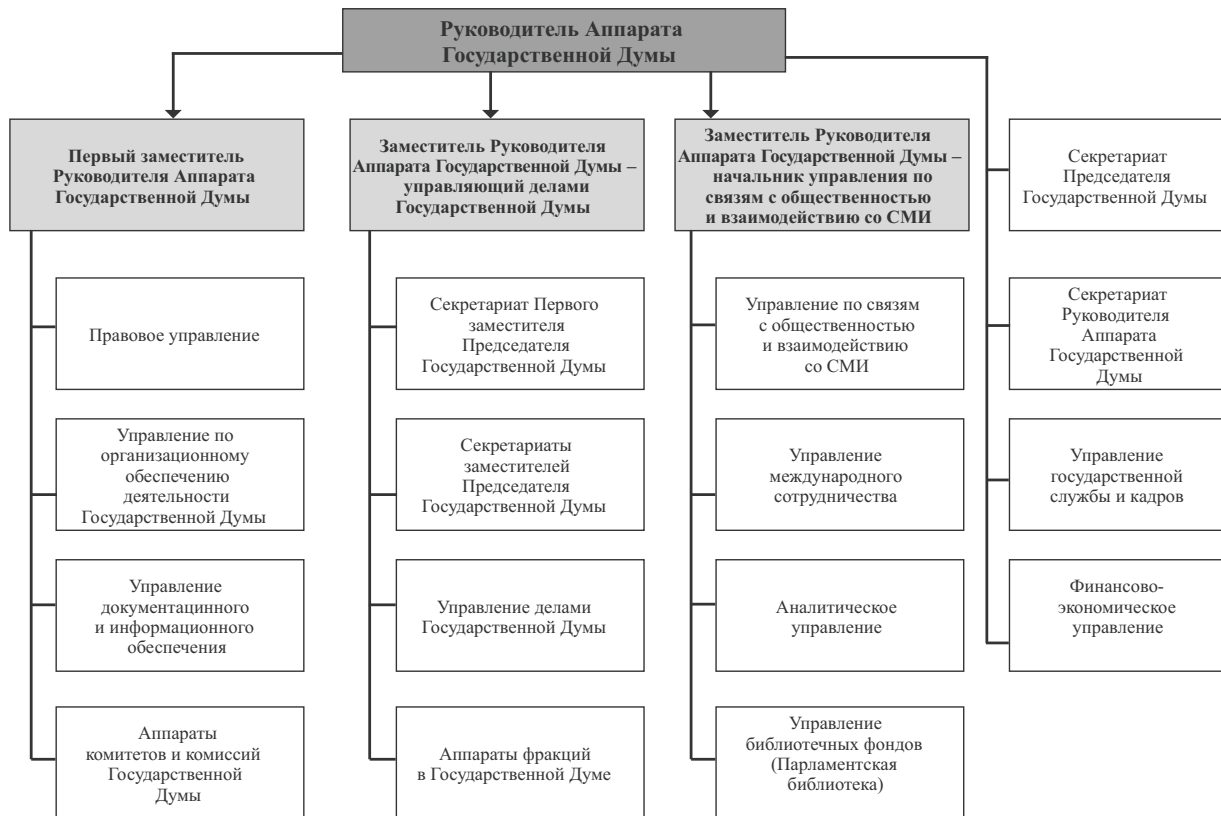 Руководитель Аппарата
Государственной Думы
Первый заместитель
Руководителя Аппарата
Государственной Думы
Заместитель Руководителя
Аппарата Государственной Думы –
управляющий делами
Государственной Думы
Заместитель Руководителя
Аппарата Государственной Думы –
начальник управления по
связям с общественностью
и взаимодействию со СМИ
Секретариат
Председателя
Государственной Думы
Правовое управление
Секретариат Первого
заместителя
Председателя
Государственной Думы
Управление по связям
с общественностью
и взаимодействию
со СМИ
Секретариат
Руководителя
Аппарата
Государственной
Думы
Управление по
организационному
обеспечению
деятельности
Государственной Думы
Секретариаты
заместителей
Председателя
Государственной Думы
Управление
международного
сотрудничества
Управление
государственной
службы и кадров
Управление
документацинного
и информационного
обеспечения
Управление делами
Государственной Думы
Аналитическое
управление
Финансово-
экономическое
управление
Аппараты
комитетов и комиссий
Государственной
Думы
Аппараты фракций
в Государственной Думе
Управление
библиотечных фондов
(Парламентская
библиотека)